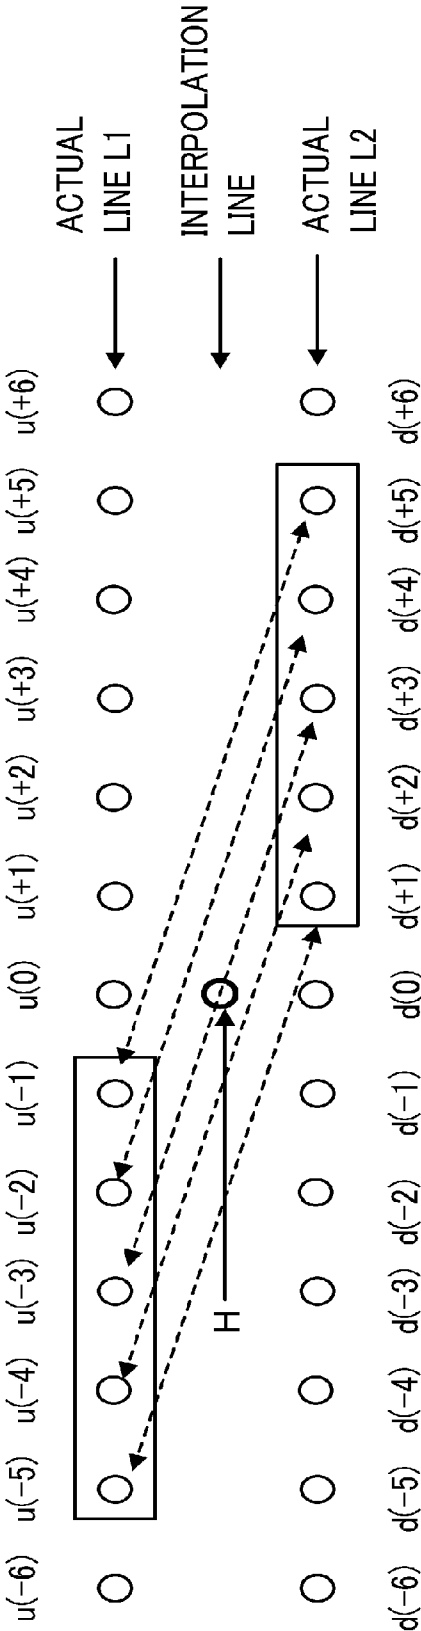 u(-6) u(-5) u(-4) u(-3) u(-2) u(-1) u(0) u(+1) u(+2) u(+3) u(+4) u(+5) u(+6)
ACTUAL
LINE L1
INTERPOLATION
LINE
H
ACTUAL
LINE L2
d(-6) d(-5) d(-4) d(-3) d(-2) d(-1) d(0) d(+1) d(+2) d(+3) d(+4) d(+5) d(+6)